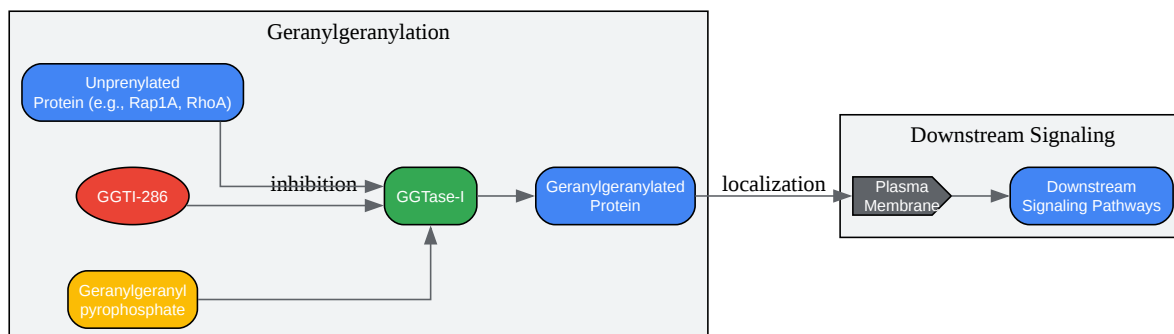 Geranylgeranylation
Unprenylated
Protein (e.g., Rap1A, RhoA)
GGTI-286
inhibition
GGTase-I
Geranylgeranylated
Protein
Geranylgeranyl
pyrophosphate
localization
Downstream Signaling
Plasma
Membrane
Downstream
Signaling Pathways